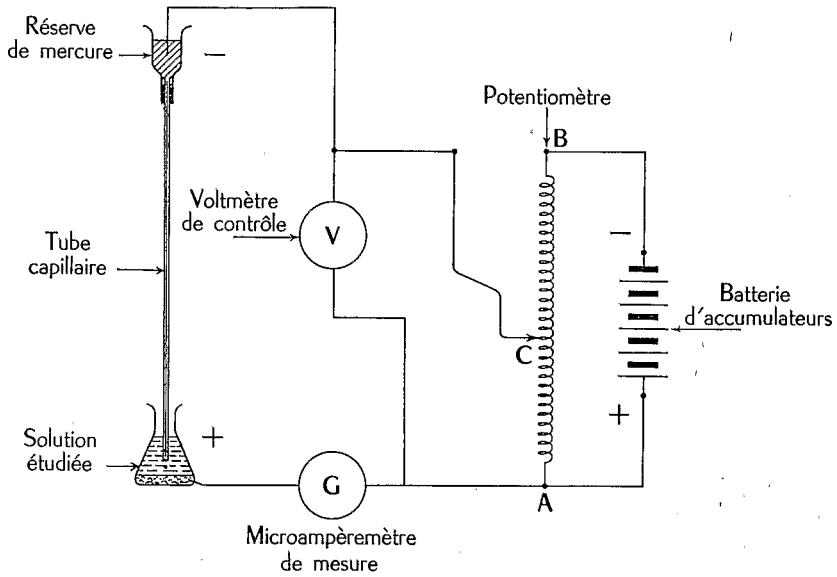 Réserve
de mercure
−
Potentiomètre
B
Voltmètre
de contrôle
V
Tube
capillaire
−
Batterie
d'accumulateurs
C
+
Solution
étudiée
+
G
A
Microampèremètre
de mesure